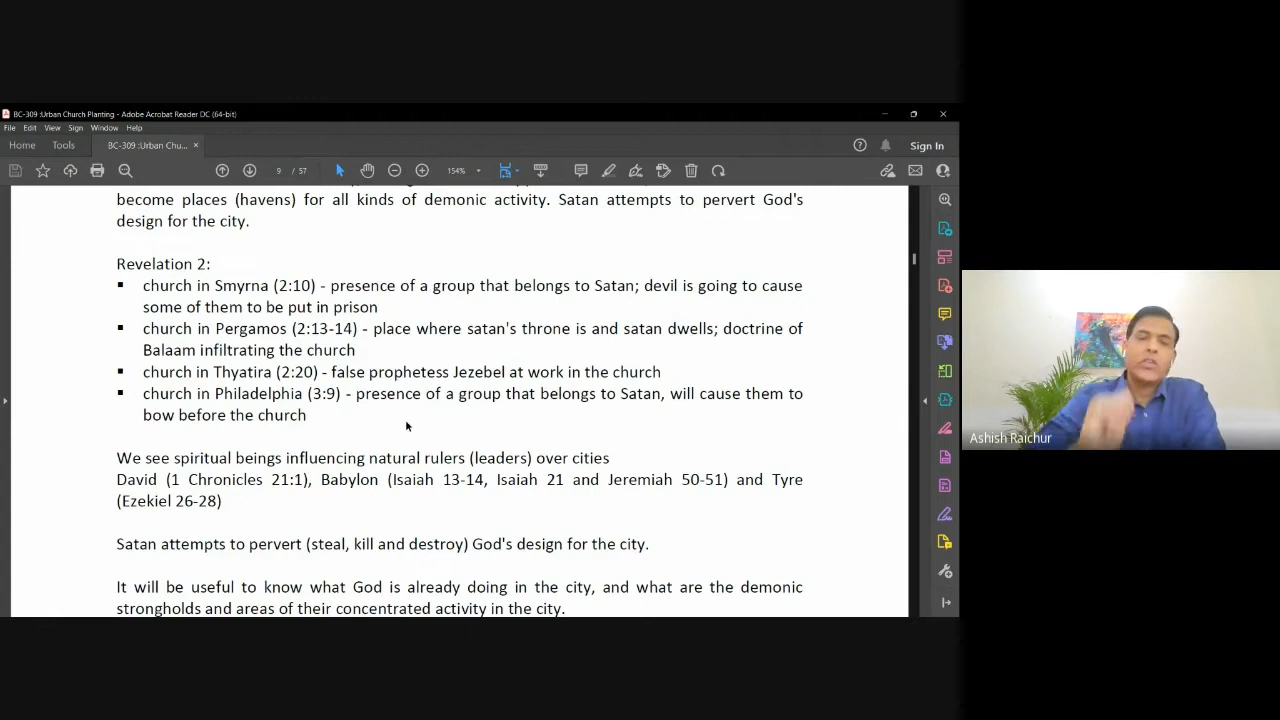 BC-309 :Urban Church Planting - Adobe Acrobat Reader DC (64-bit)
File Edit View Sign Window Help
Home Tools BC-309 :Urban Chu... × Sign In
9 / 57 154%
become places (havens) for all kinds of demonic activity. Satan attempts to pervert God's
design for the city.
Revelation 2:
▪ church in Smyrna (2:10) - presence of a group that belongs to Satan; devil is going to cause
some of them to be put in prison
▪ church in Pergamos (2:13-14) - place where satan's throne is and satan dwells; doctrine of
Balaam infiltrating the church
▪ church in Thyatira (2:20) - false prophetess Jezebel at work in the church
▪ church in Philadelphia (3:9) - presence of a group that belongs to Satan, will cause them to
bow before the church
We see spiritual beings influencing natural rulers (leaders) over cities
David (1 Chronicles 21:1), Babylon (Isaiah 13-14, Isaiah 21 and Jeremiah 50-51) and Tyre
(Ezekiel 26-28)
Satan attempts to pervert (steal, kill and destroy) God's design for the city.
It will be useful to know what God is already doing in the city, and what are the demonic
strongholds and areas of their concentrated activity in the city.
Ashish Raichur